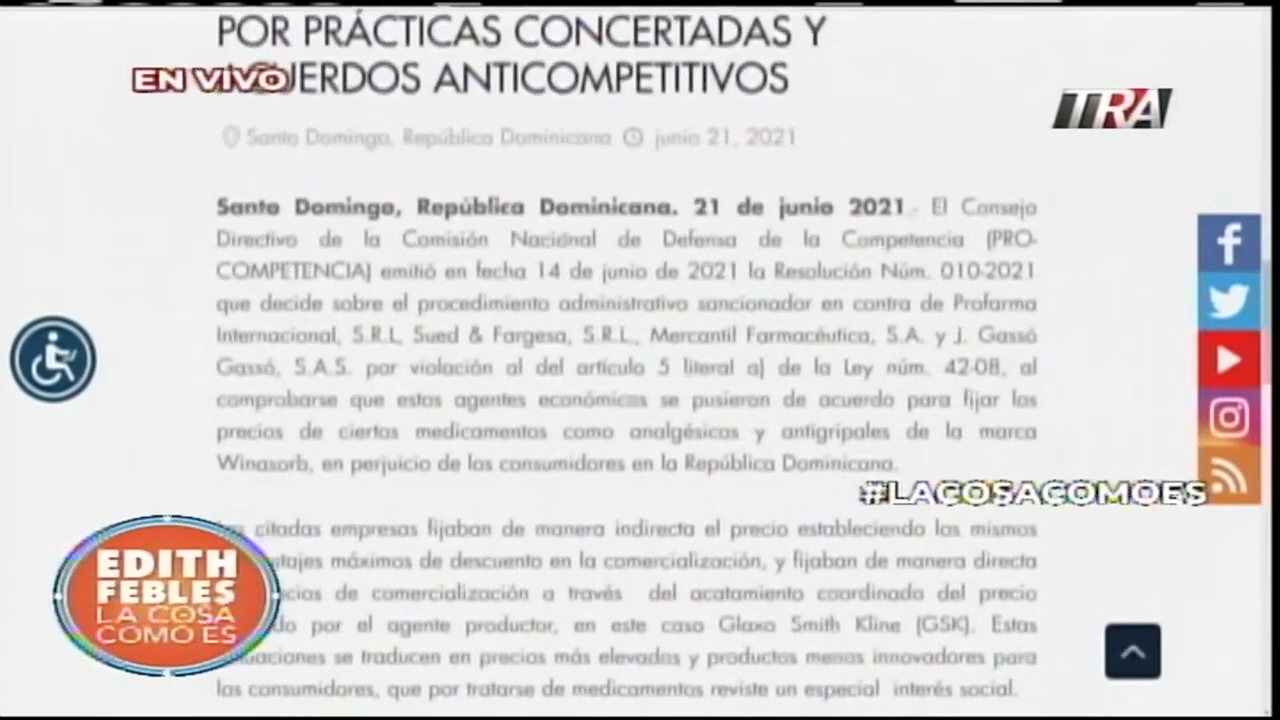 POR PRÁCTICAS CONCERTADAS Y
EN VIVO
UERDOS ANTICOMPETITIVOS
TRA
Santo Domingo, República Dominicana junio 21, 2021
Santo Domingo, República Dominicana. 21 de junio 2021.- El Consejo
Directivo de la Comisión Nacional de Defensa de la Competencia (PRO-
COMPETENCIA) emitió en fecha 14 de junio de 2021 la Resolución Núm. 010-2021
que decide sobre el procedimiento administrativo sancionador en contra de Profarma
Internacional, S.R.L, Sued & Fargesa, S.R.L., Mercantil Farmacéutica, S.A. y J. Gassó
Gassó, S.A.S. por violación al del artículo 5 literal a) de la Ley núm. 42-08, al
comprobarse que estos agentes económicos se pusieron de acuerdo para fijar los
precios de ciertos medicamentos como analgésicos y antigripales de la marca
Winasorb, en perjuicio de los consumidores en la República Dominicana.
#LACOSACOMOES
citadas empresas fijaban de manera indirecta el precio estableciendo los mismos
tajes máximos de descuento en la comercialización, y fijaban de manera directa
cios de comercialización a través del acatamiento coordinado del precio
do por el agente productor, en este caso Glaxo Smith Kline (GSK). Estas
uaciones se traducen en precios más elevados y productos menos innovadores para
los consumidores, que por tratarse de medicamentos reviste un especial interés social.
EDITH
FEBLES
LA COSA
COMO ES